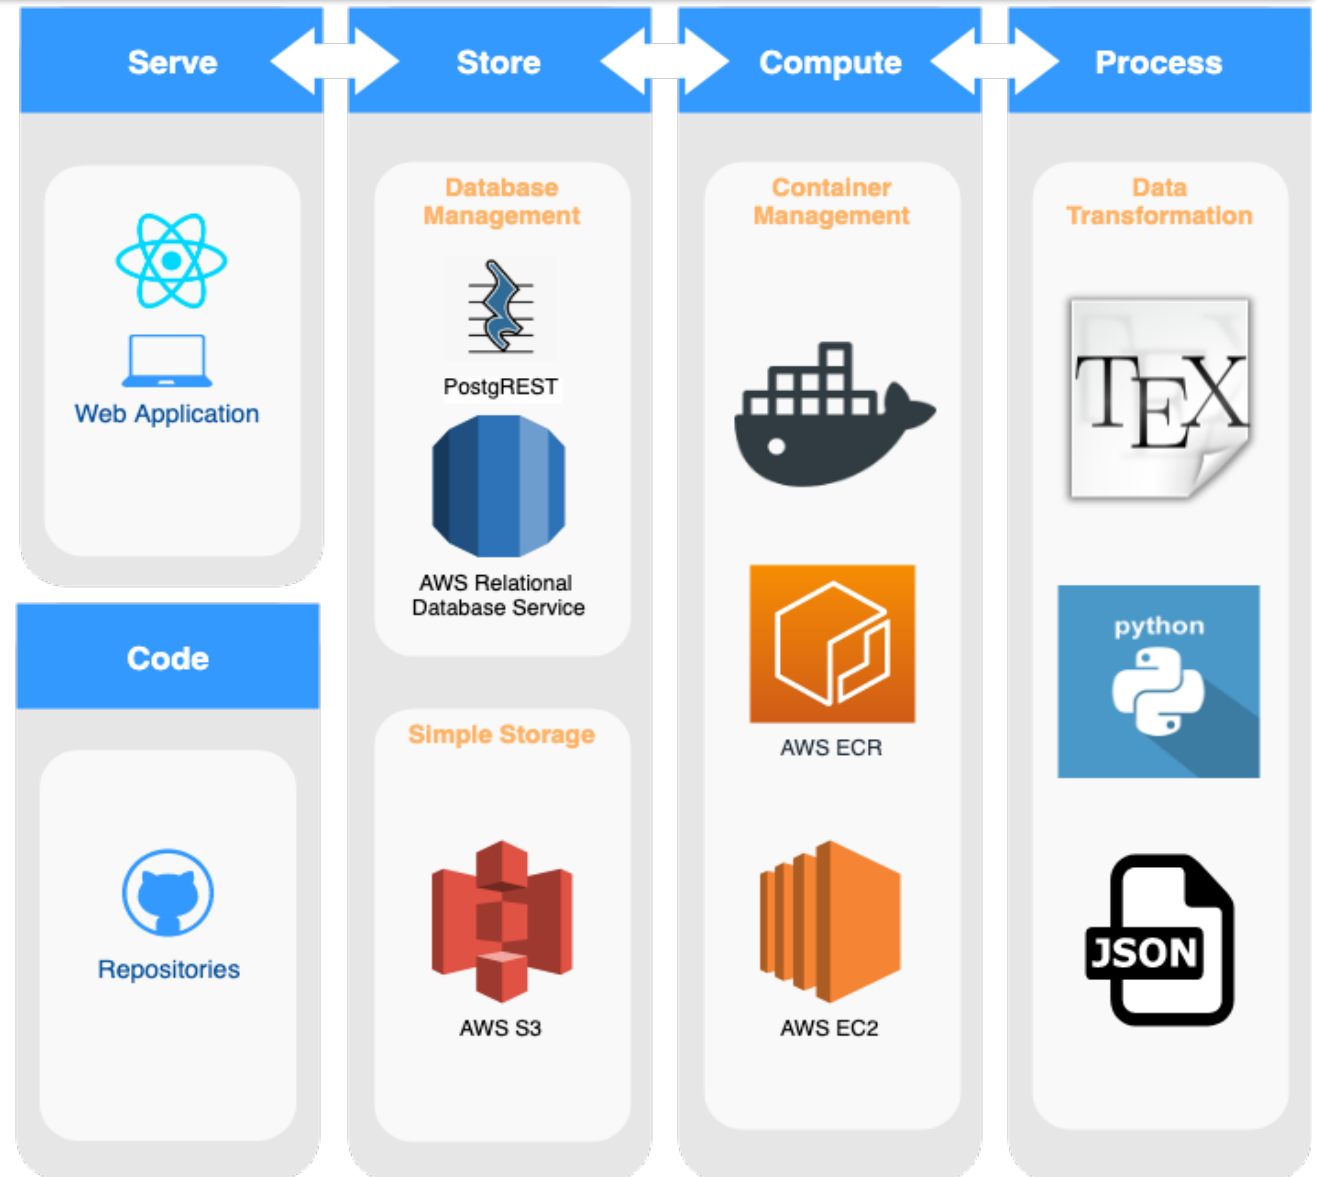 Serve
Store
Compute
Process
Web Application
Code
Repositories
Database
Management
PostgREST
AWS Relational
Database Service
Simple Storage
AWS S3
Container
Management
AWS ECR
AWS EC2
Data
Transformation
TEX
python
JSON